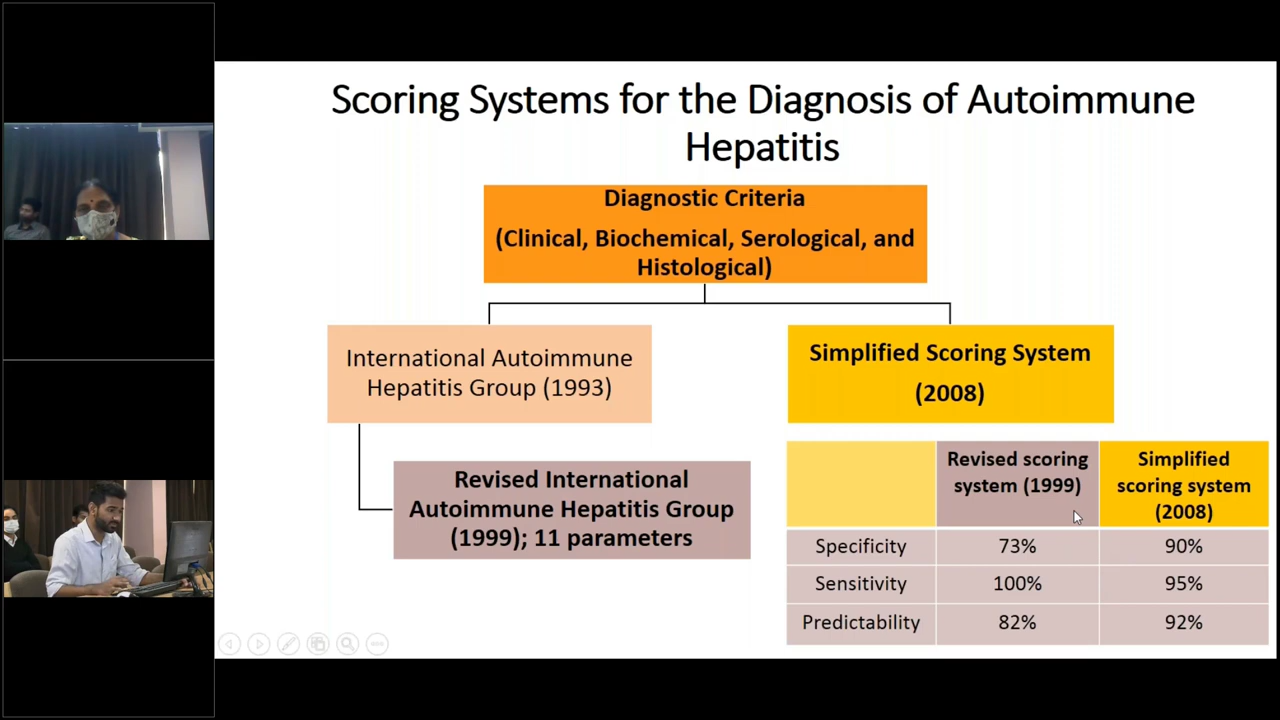 Scoring Systems for the Diagnosis of Autoimmune
Hepatitis
Diagnostic Criteria
(Clinical, Biochemical, Serological, and
Histological)
International Autoimmune
Hepatitis Group (1993)
Simplified Scoring System
(2008)
Revised International
Autoimmune Hepatitis Group
(1999); 11 parameters
Revised scoring
system (1999)
Simplified
scoring system
(2008)
Specificity 73% 90%
Sensitivity 100% 95%
Predictability 82% 92%